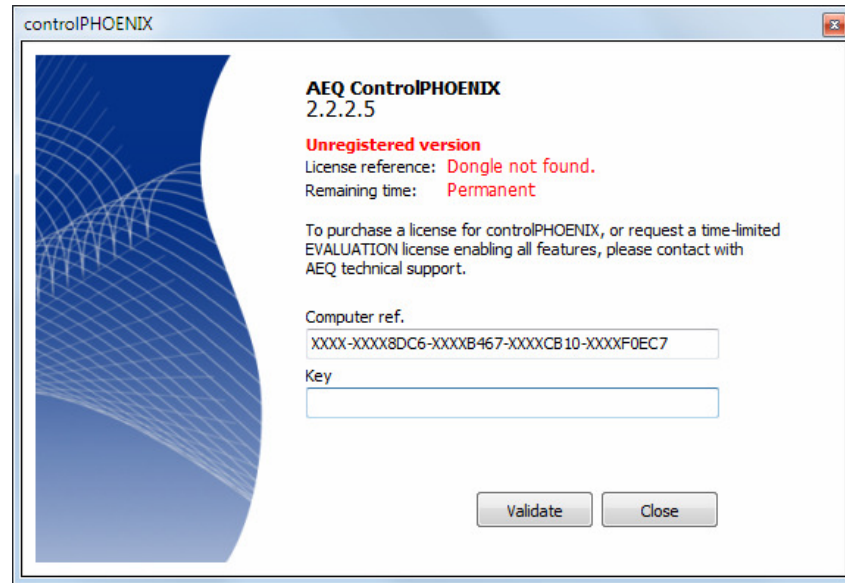 controlPHOENIX
AEQ ControlPHOENIX
2.2.2.5
Unregistered version
License reference: Dongle not found.
Remaining time: Permanent
To purchase a license for controlPHOENIX, or request a time-limited
EVALUATION license enabling all features, please contact with
AEQ technical support.
Computer ref.
XXXX-XXXX8DC6-XXXXB467-XXXXCB10-XXXXF0EC7
Key
Validate Close